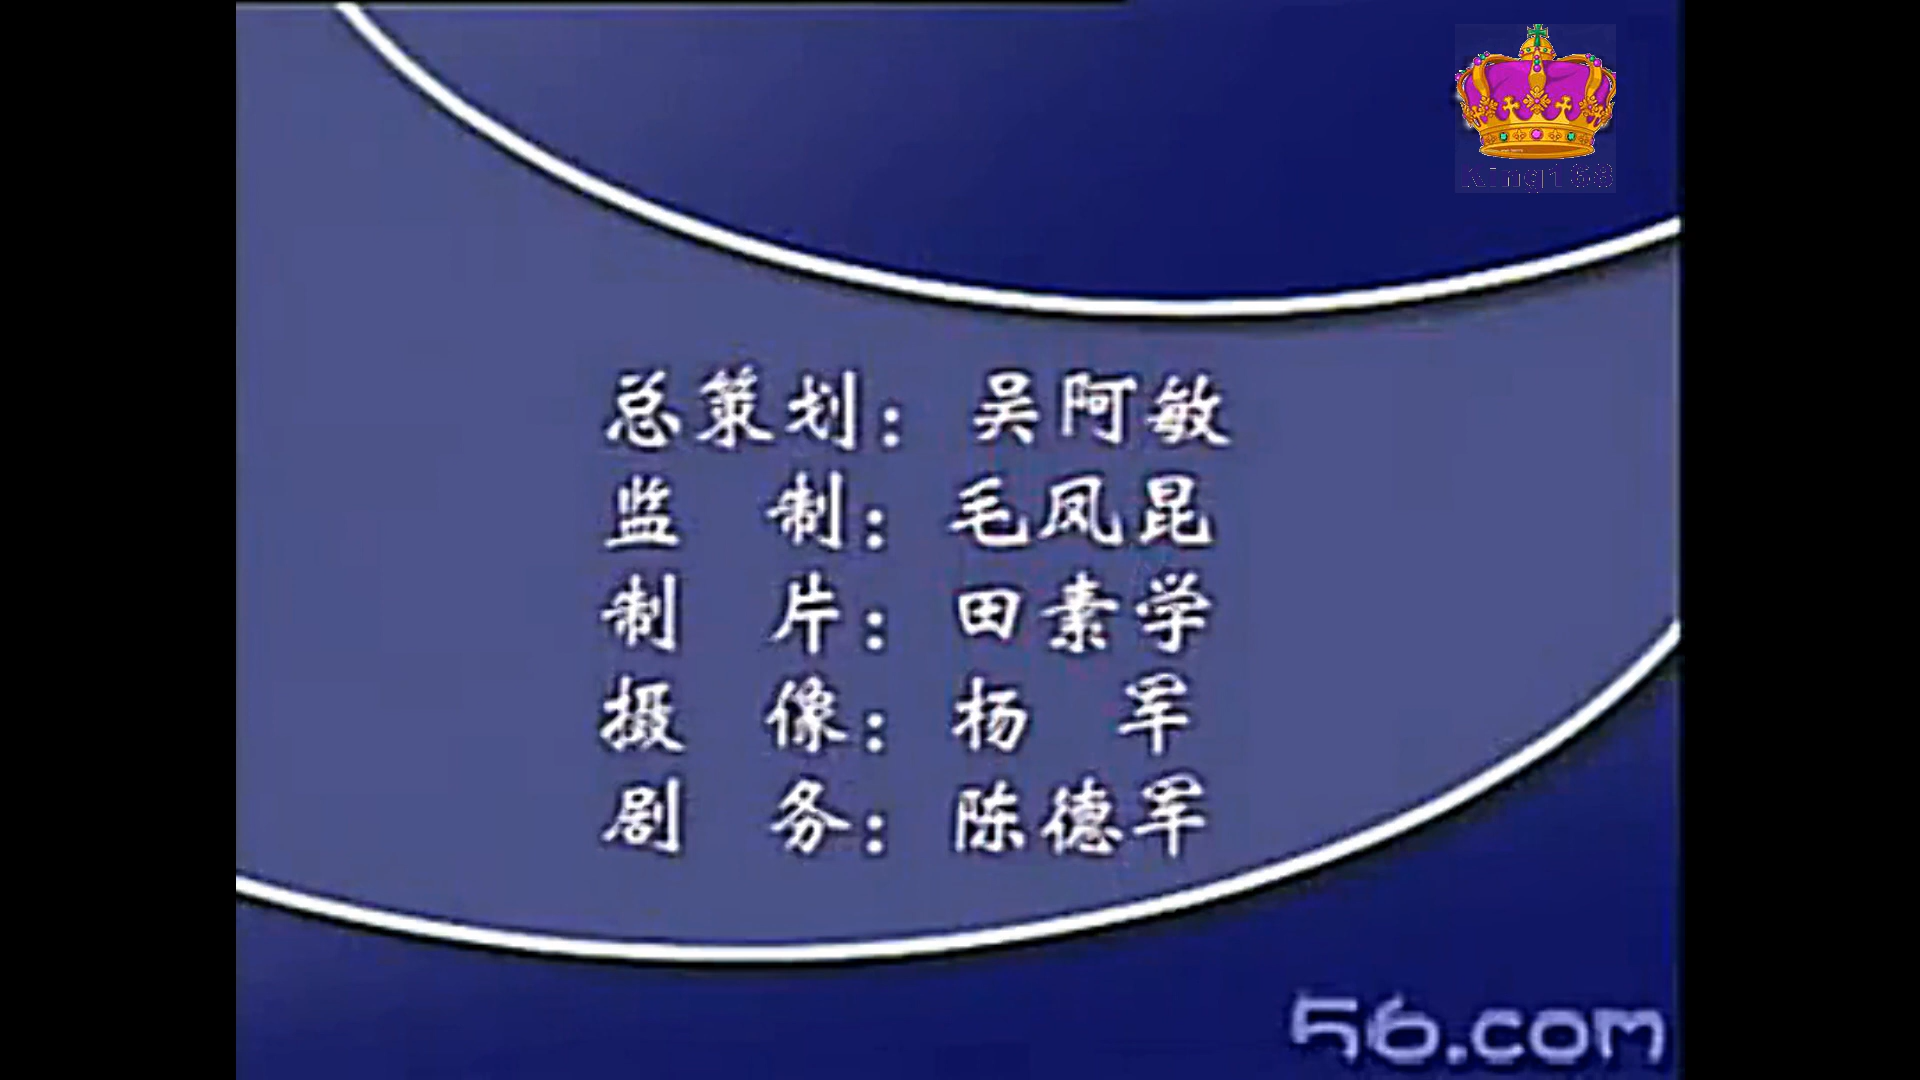 King168
总策划： 吴阿敏
监 制： 毛凤昆
制 片： 田素学
摄 像： 杨 军
剧 务： 陈德军
56.com